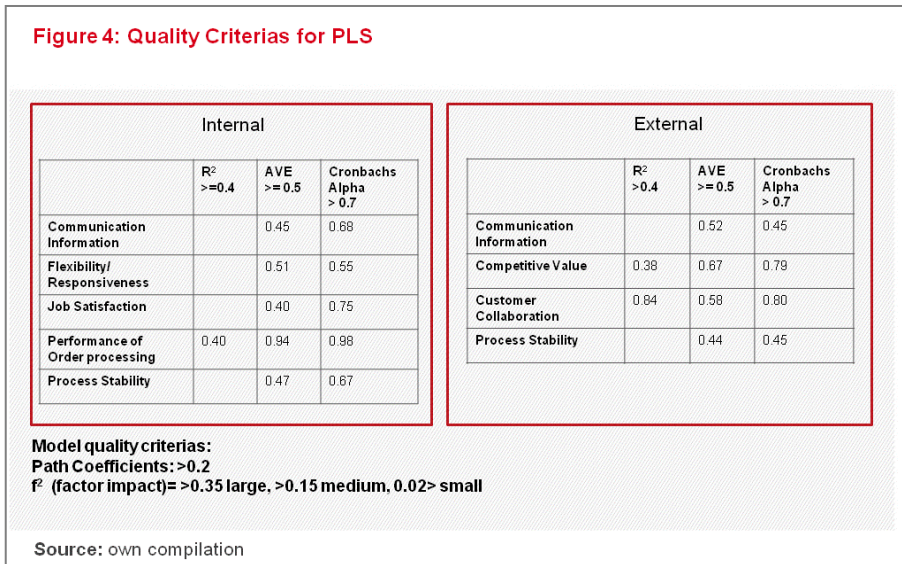 Figure 4: Quality Criterias for PLS
Internal
R² >=0.4 AVE >= 0.5 Cronbachs Alpha > 0.7
Communication Information 0.45 0.68
Flexibility/ Responsiveness 0.51 0.55
Job Satisfaction 0.40 0.75
Performance of Order processing 0.40 0.94 0.98
Process Stability 0.47 0.67
External
R² >0.4 AVE >= 0.5 Cronbachs Alpha > 0.7
Communication Information 0.52 0.45
Competitive Value 0.38 0.67 0.79
Customer Collaboration 0.84 0.58 0.80
Process Stability 0.44 0.45
Model quality criterias:
Path Coefficients: >0.2
f² (factor impact)= >0.35 large, >0.15 medium, 0.02> small
Source: own compilation